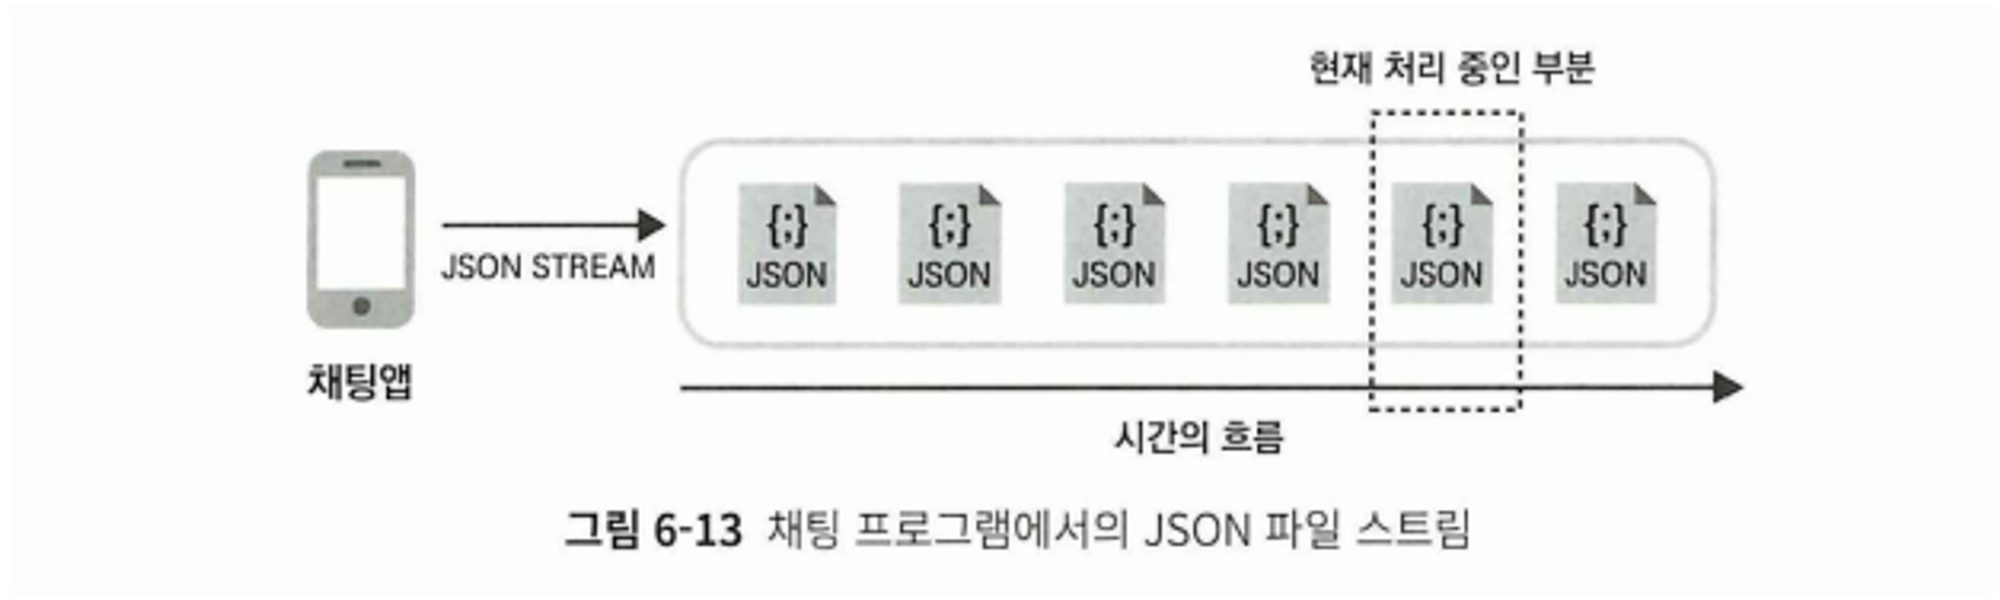 현재 처리 중인 부분
{;} {;} {;} {;} {;} {;}
JSON STREAM JSON JSON JSON JSON JSON JSON
채팅앱
시간의 흐름
그림 6-13 채팅 프로그램에서의 JSON 파일 스트림